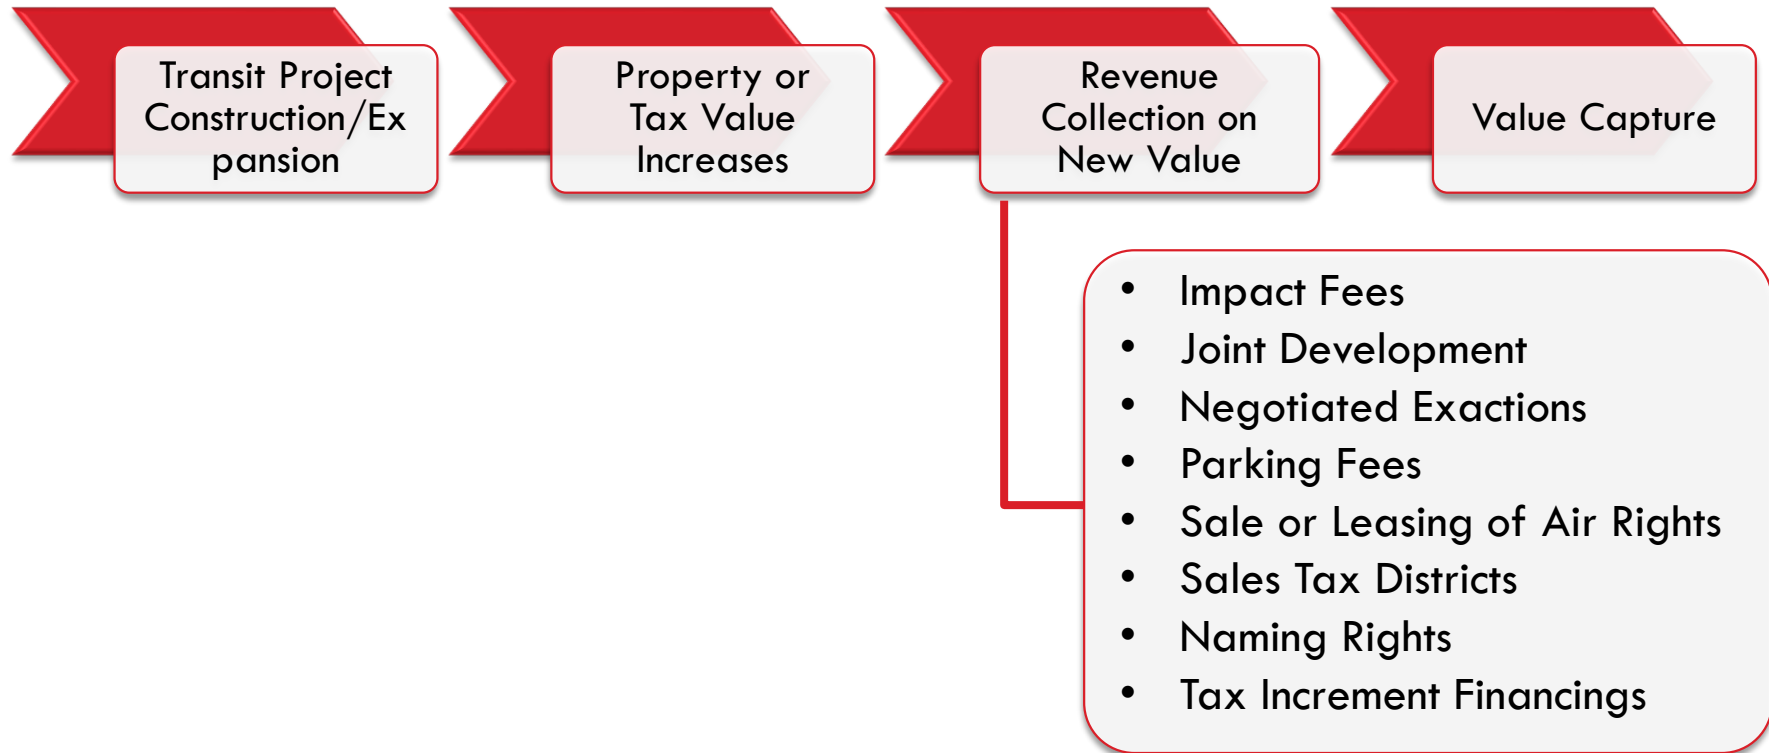 Transit Project
Construction/Ex
pansion
Property or
Tax Value
Increases
Revenue
Collection on
New Value
Value Capture
• Impact Fees
• Joint Development
• Negotiated Exactions
• Parking Fees
• Sale or Leasing of Air Rights
• Sales Tax Districts
• Naming Rights
• Tax Increment Financings